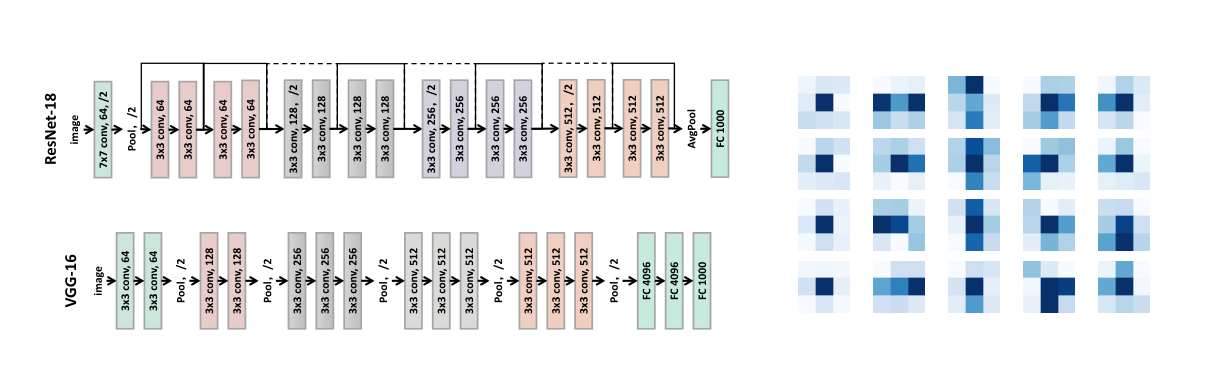 ResNet-18
image
7x7 conv, 64, /2
Pool, /2
3x3 conv, 64
3x3 conv, 64
3x3 conv, 64
3x3 conv, 64
3x3 conv, 128, /2
3x3 conv, 128
3x3 conv, 128
3x3 conv, 128
3x3 conv, 256, /2
3x3 conv, 256
3x3 conv, 256
3x3 conv, 256
3x3 conv, 512, /2
3x3 conv, 512
3x3 conv, 512
3x3 conv, 512
AvgPool
FC 1000
VGG-16
image
3x3 conv, 64
3x3 conv, 64
Pool, /2
3x3 conv, 128
3x3 conv, 128
Pool, /2
3x3 conv, 256
3x3 conv, 256
3x3 conv, 256
Pool, /2
3x3 conv, 512
3x3 conv, 512
3x3 conv, 512
Pool, /2
3x3 conv, 512
3x3 conv, 512
3x3 conv, 512
Pool, /2
FC 4096
FC 4096
FC 1000